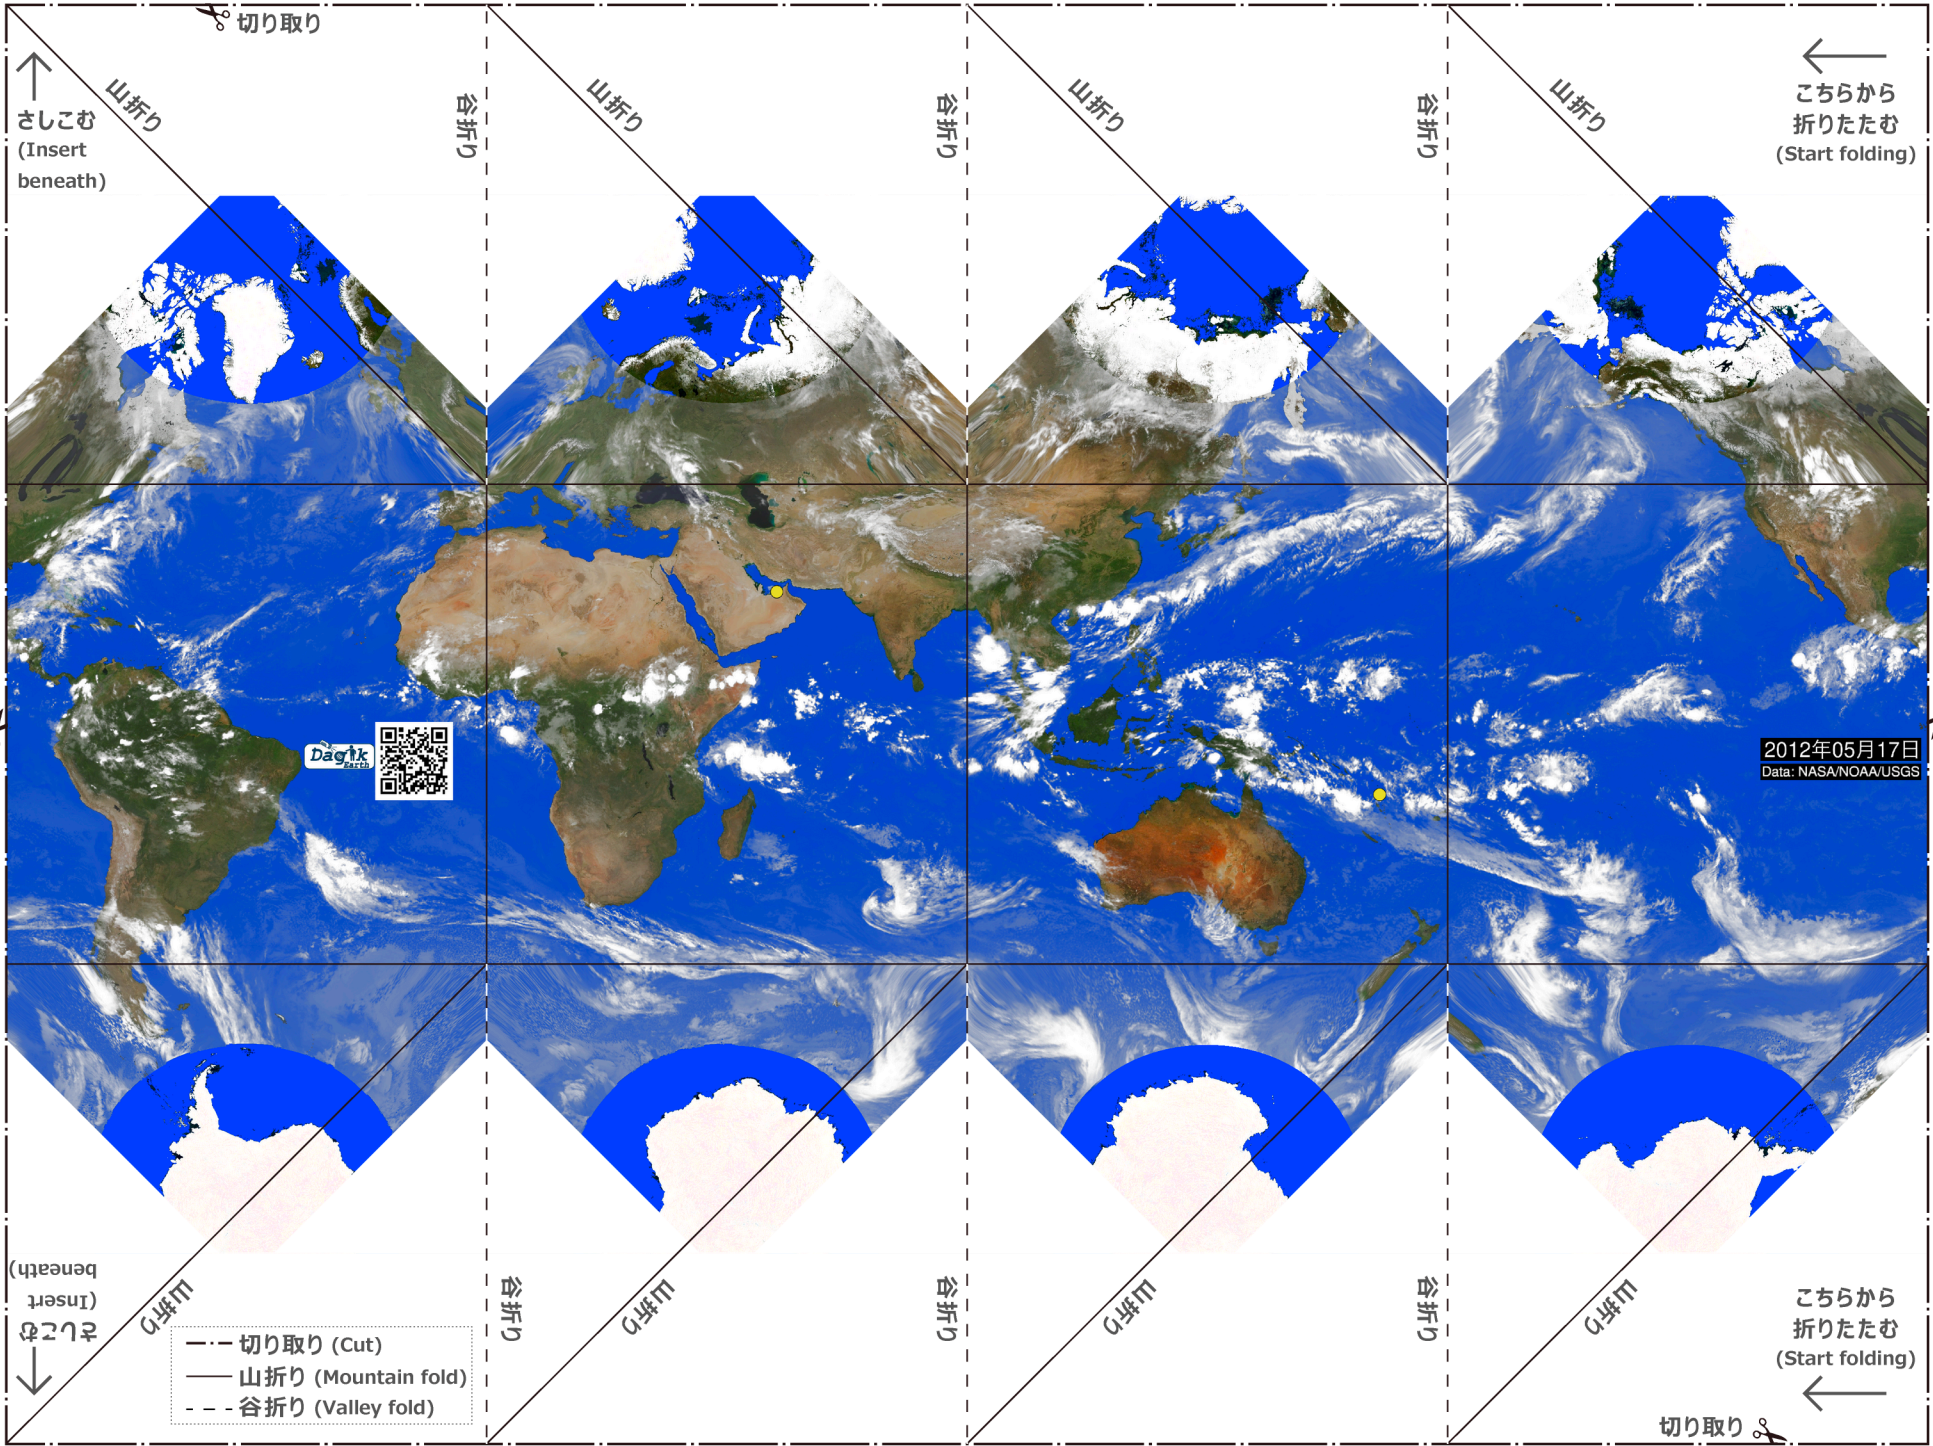 切り取り
山折り
谷折り
山折り
谷折り
山折り
谷折り
山折り
さしこむ
(Insert
beneath)
こちらから
折りたたむ
(Start folding)
Dagik
Earth
2012年05月17日
Data: NASA/NOAA/USGS
さしこむ
(Insert
beneath)
山折り
谷折り
山折り
谷折り
山折り
谷折り
山折り
こちらから
折りたたむ
(Start folding)
切り取り (Cut)
山折り (Mountain fold)
谷折り (Valley fold)
切り取り